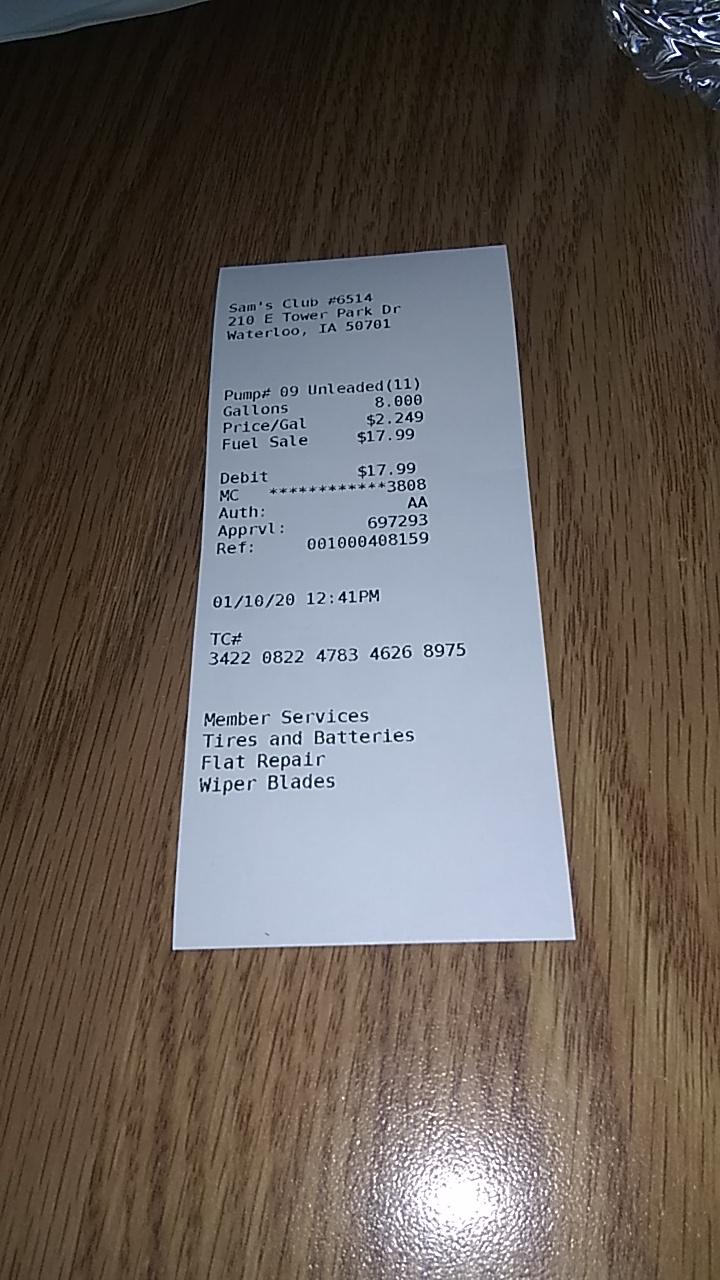 Sam's Club #6514
210 E Tower Park Dr
Waterloo, IA 50701
Pump# 09 Unleaded(11)
Gallons 8.000
Price/Gal $2.249
Fuel Sale $17.99
Debit $17.99
MC ************3808
Auth: AA
Apprvl: 697293
Ref: 001000408159
01/10/20 12:41PM
TC#
3422 0822 4783 4626 8975
Member Services
Tires and Batteries
Flat Repair
Wiper Blades